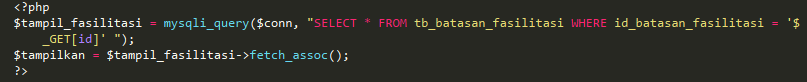 <?php
$tampil_fasilitasi = mysqli_query($conn, "SELECT * FROM tb_batasan_fasilitasi WHERE id_batasan_fasilitasi = '$
_GET[id]' ");
$tampilkan = $tampil_fasilitasi->fetch_assoc();
?>